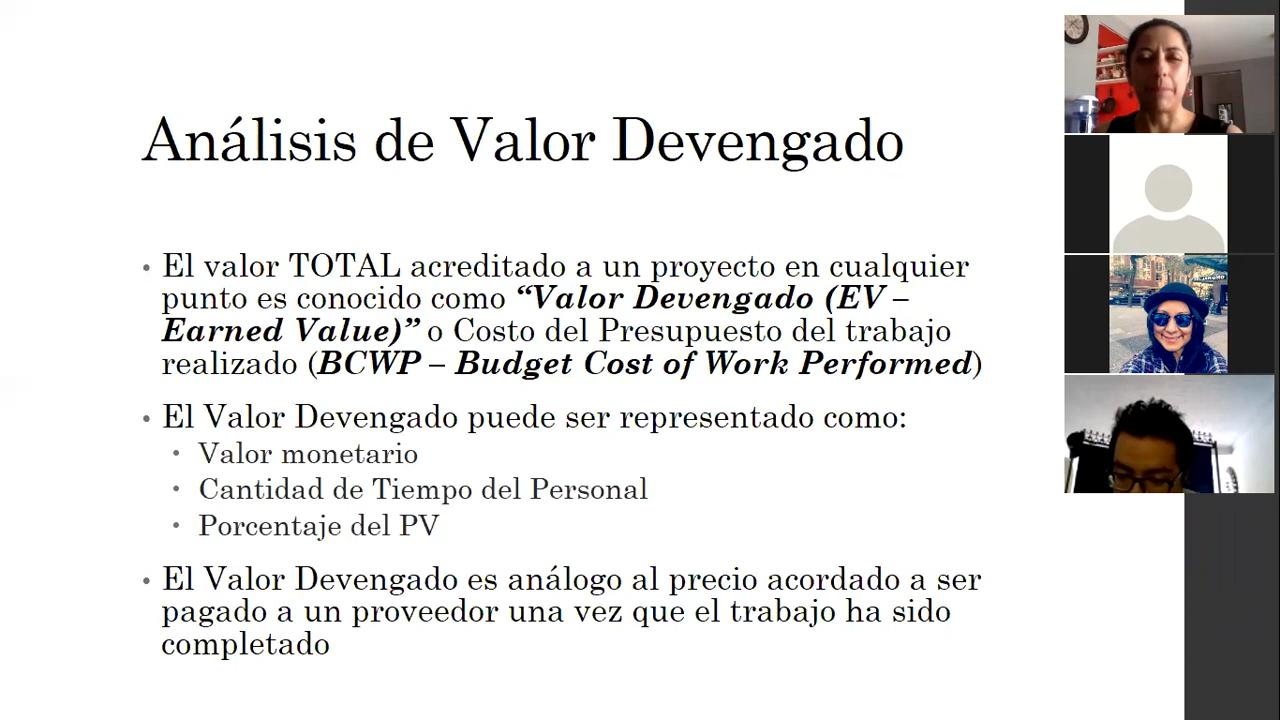 Análisis de Valor Devengado
• El valor TOTAL acreditado a un proyecto en cualquier
punto es conocido como “Valor Devengado (EV –
Earned Value)” o Costo del Presupuesto del trabajo
realizado (BCWP – Budget Cost of Work Performed)
• El Valor Devengado puede ser representado como:
• Valor monetario
• Cantidad de Tiempo del Personal
• Porcentaje del PV
• El Valor Devengado es análogo al precio acordado a ser
pagado a un proveedor una vez que el trabajo ha sido
completado